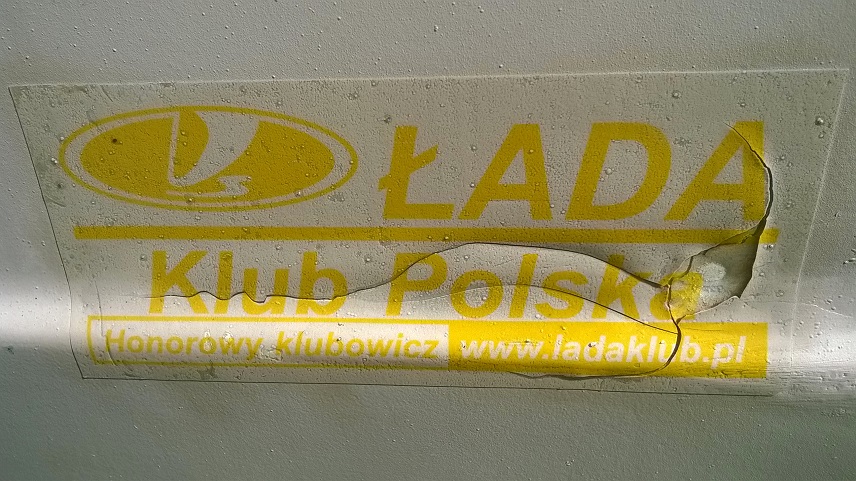 ŁADA
Klub Polska
Honorowy klubowicz www.ladaklub.pl